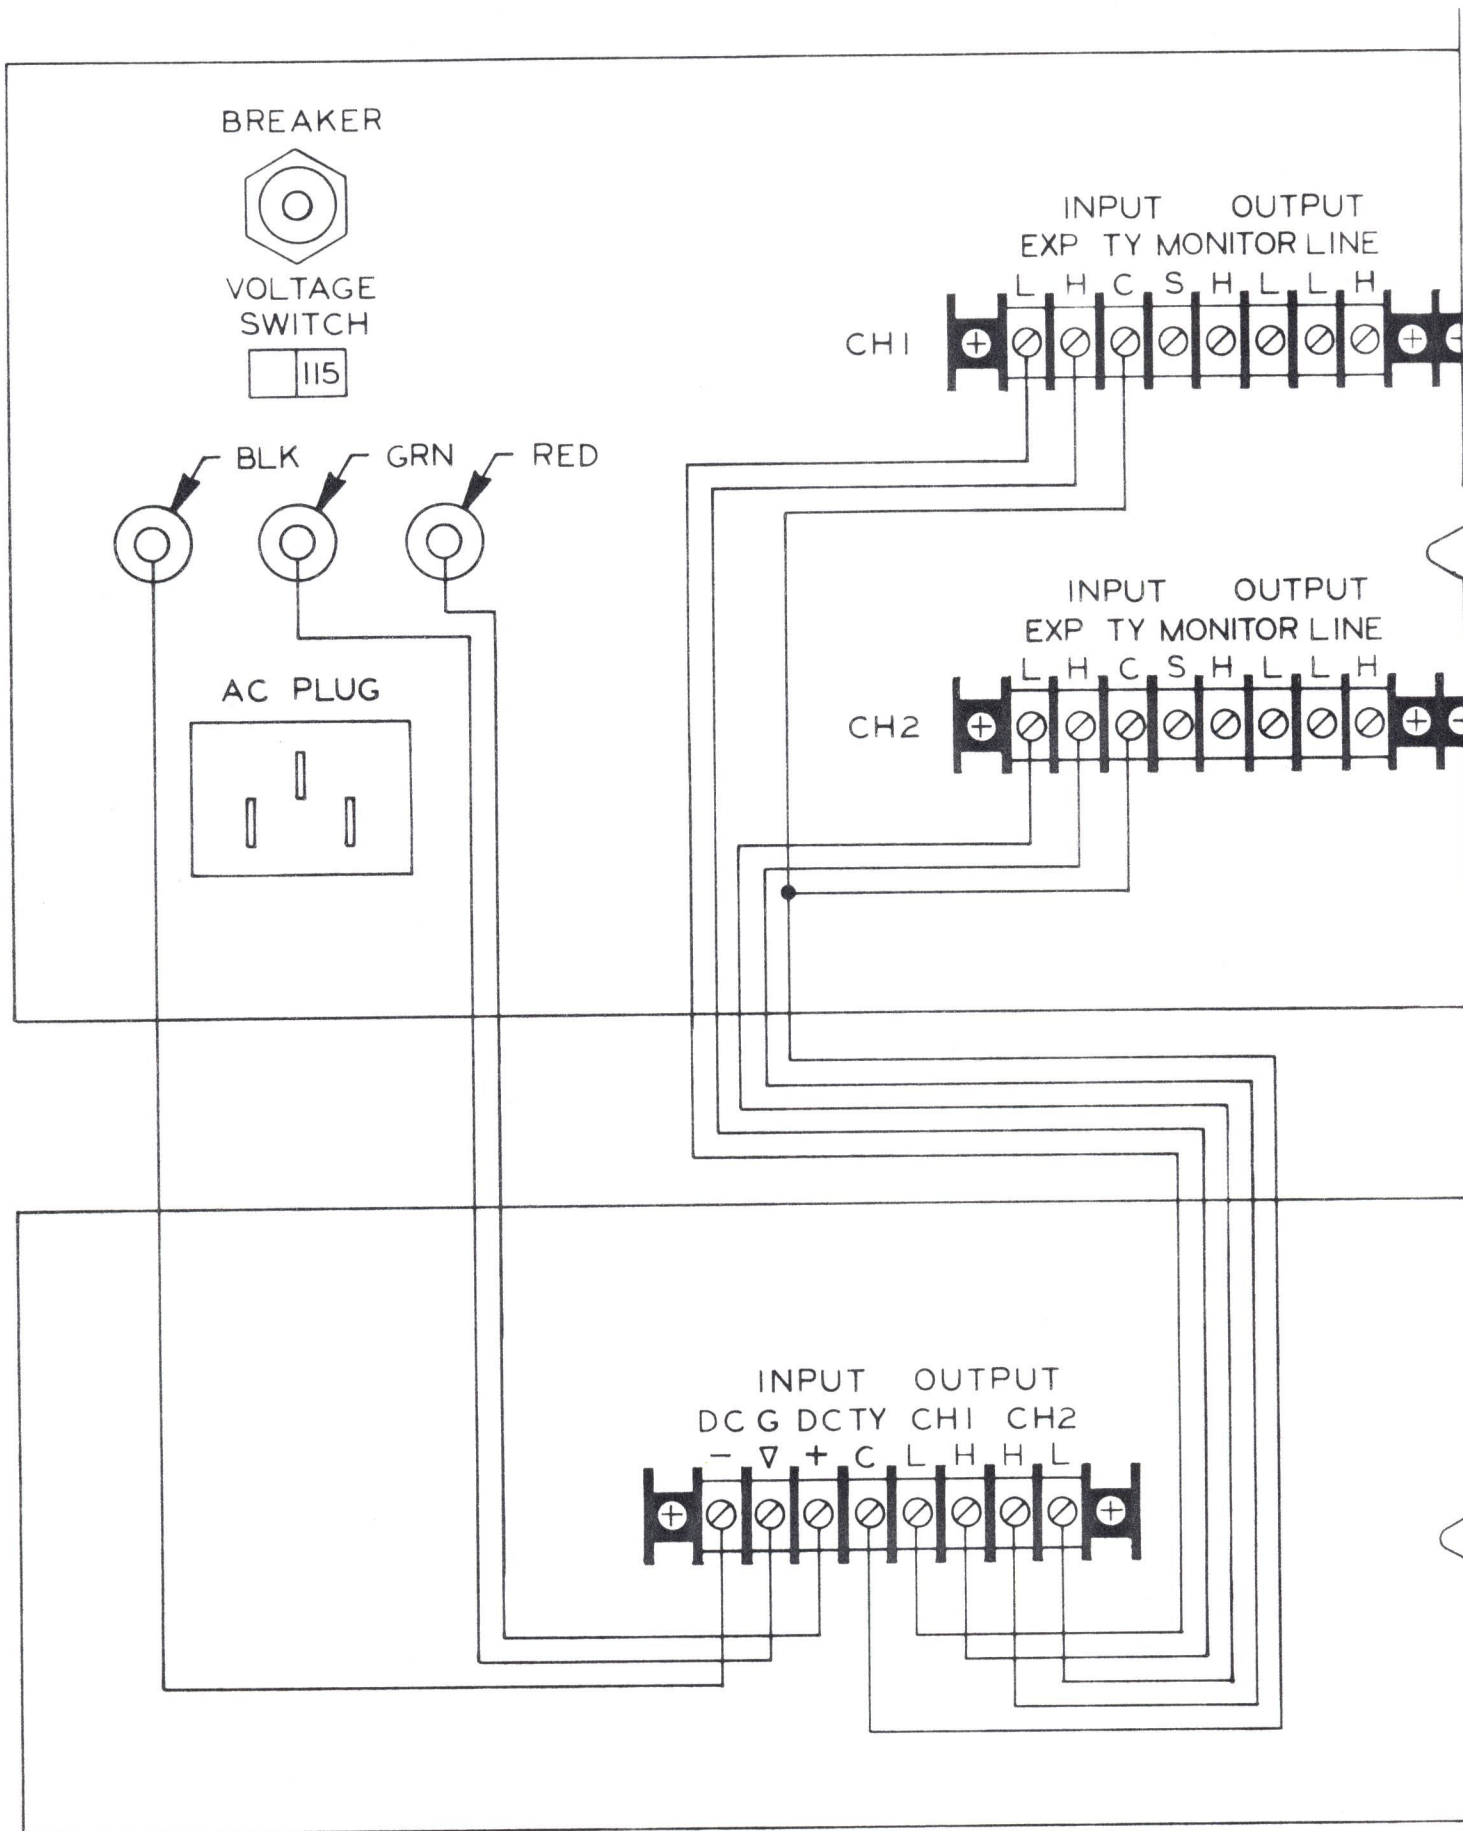 BREAKER
VOLTAGE
SWITCH
115
BLK GRN RED
AC PLUG
INPUT OUTPUT
EXP TY MONITOR LINE
L H C S H L L H
CH1
INPUT OUTPUT
EXP TY MONITOR LINE
L H C S H L L H
CH2
INPUT OUTPUT
DC G DC TY CH1 CH2
− ▽ + C L H H L